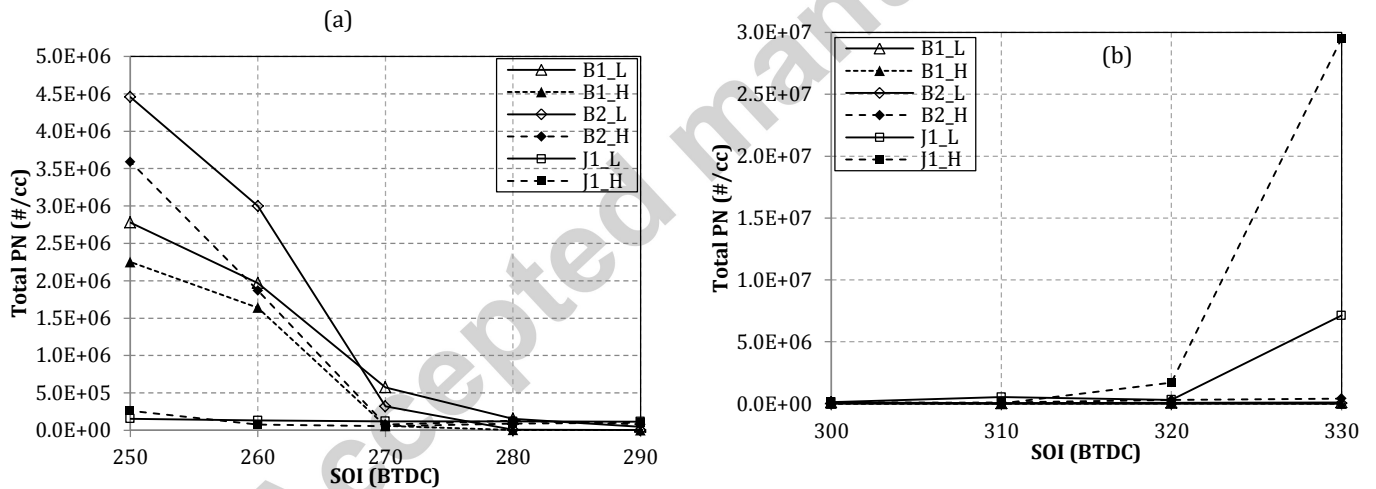 (a)
Total PN (#/cc)
5.0E+06
4.5E+06
4.0E+06
3.5E+06
3.0E+06
2.5E+06
2.0E+06
1.5E+06
1.0E+06
5.0E+05
0.0E+00
250 260 270 280 290
SOI (BTDC)
B1_L
B1_H
B2_L
B2_H
J1_L
J1_H
(b)
Total PN (#/cc)
3.0E+07
2.5E+07
2.0E+07
1.5E+07
1.0E+07
5.0E+06
0.0E+00
300 310 320 330
SOI (BTDC)
B1_L
B1_H
B2_L
B2_H
J1_L
J1_H
ccepted manu